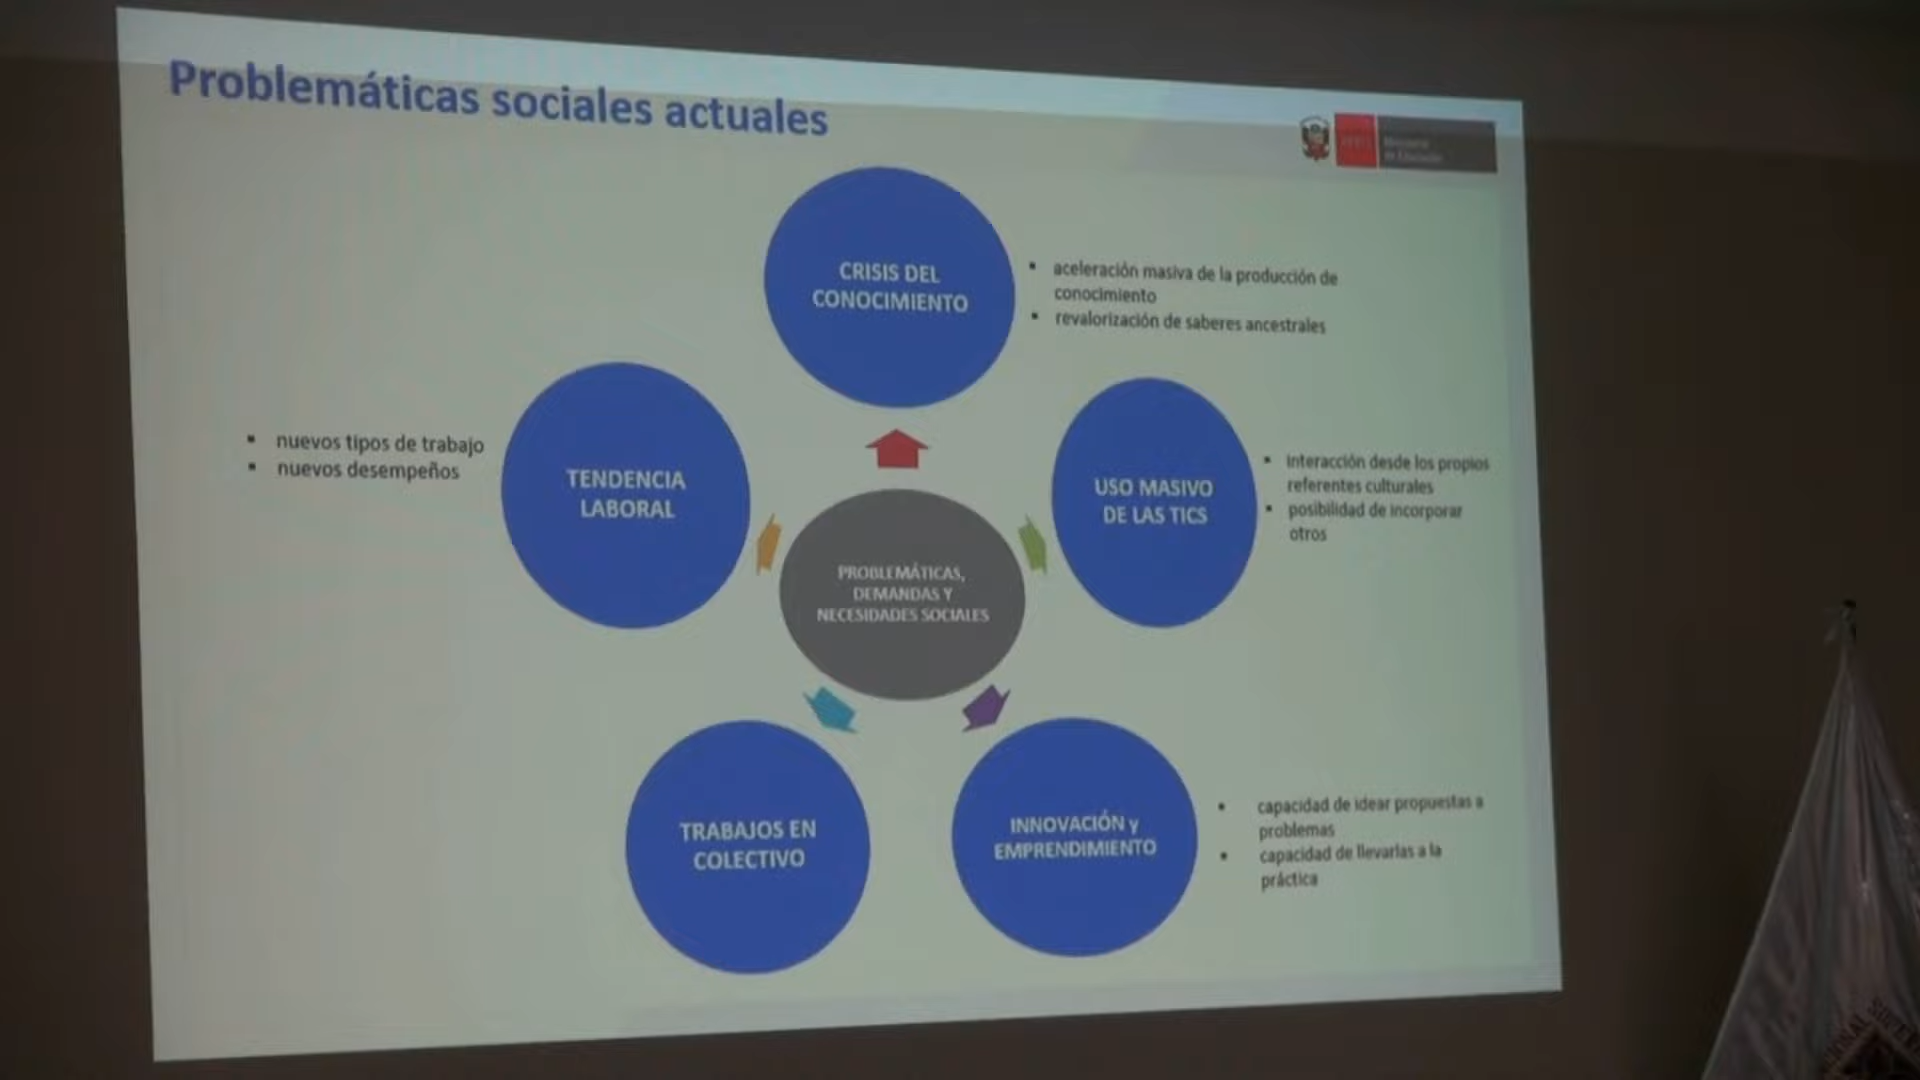 Problemáticas sociales actuales
Ministerio
de Educación
CRISIS DEL
CONOCIMIENTO
▪ aceleración masiva de la producción de
conocimiento
▪ revalorización de saberes ancestrales
▪ nuevos tipos de trabajo
▪ nuevos desempeños
TENDENCIA
LABORAL
USO MASIVO
DE LAS TICS
▪ interacción desde los propios
referentes culturales
▪ posibilidad de incorporar
otros
PROBLEMÁTICAS,
DEMANDAS Y
NECESIDADES SOCIALES
TRABAJOS EN
COLECTIVO
INNOVACIÓN y
EMPRENDIMIENTO
▪ capacidad de idear propuestas a
problemas
▪ capacidad de llevarlas a la
práctica